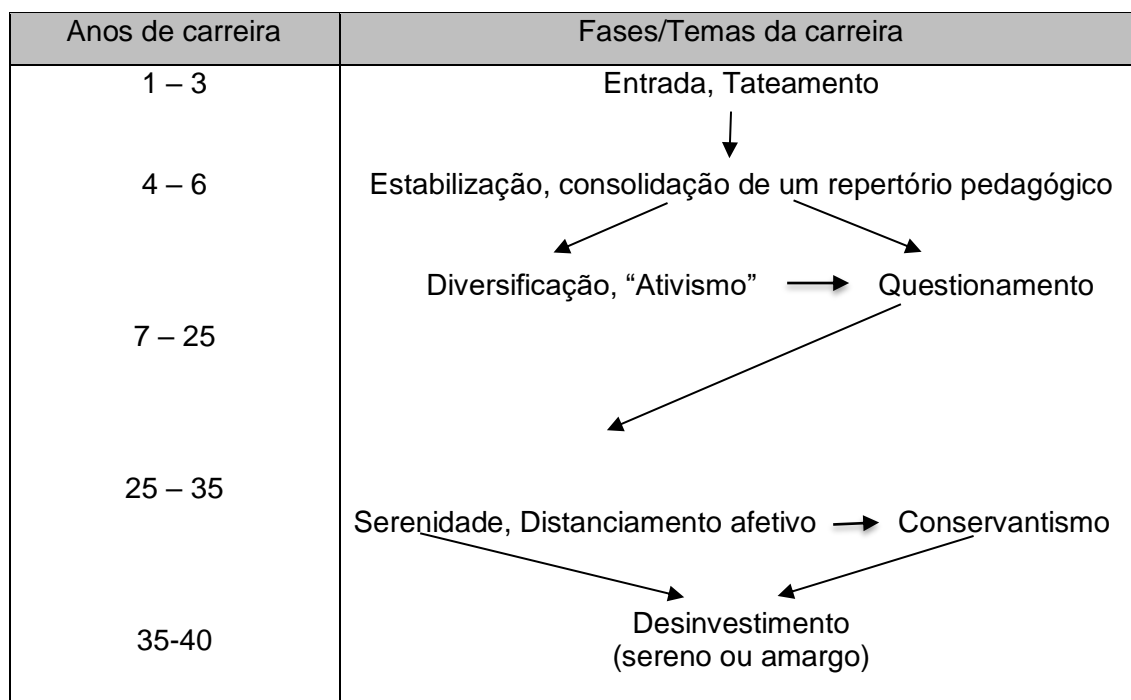 Anos de carreira Fases/Temas da carreira
1 – 3 Entrada, Tateamento
4 – 6 Estabilização, consolidação de um repertório pedagógico
Diversificação, “Ativismo” Questionamento
7 – 25
25 – 35
Serenidade, Distanciamento afetivo Conservantismo
Desinvestimento
35-40
(sereno ou amargo)